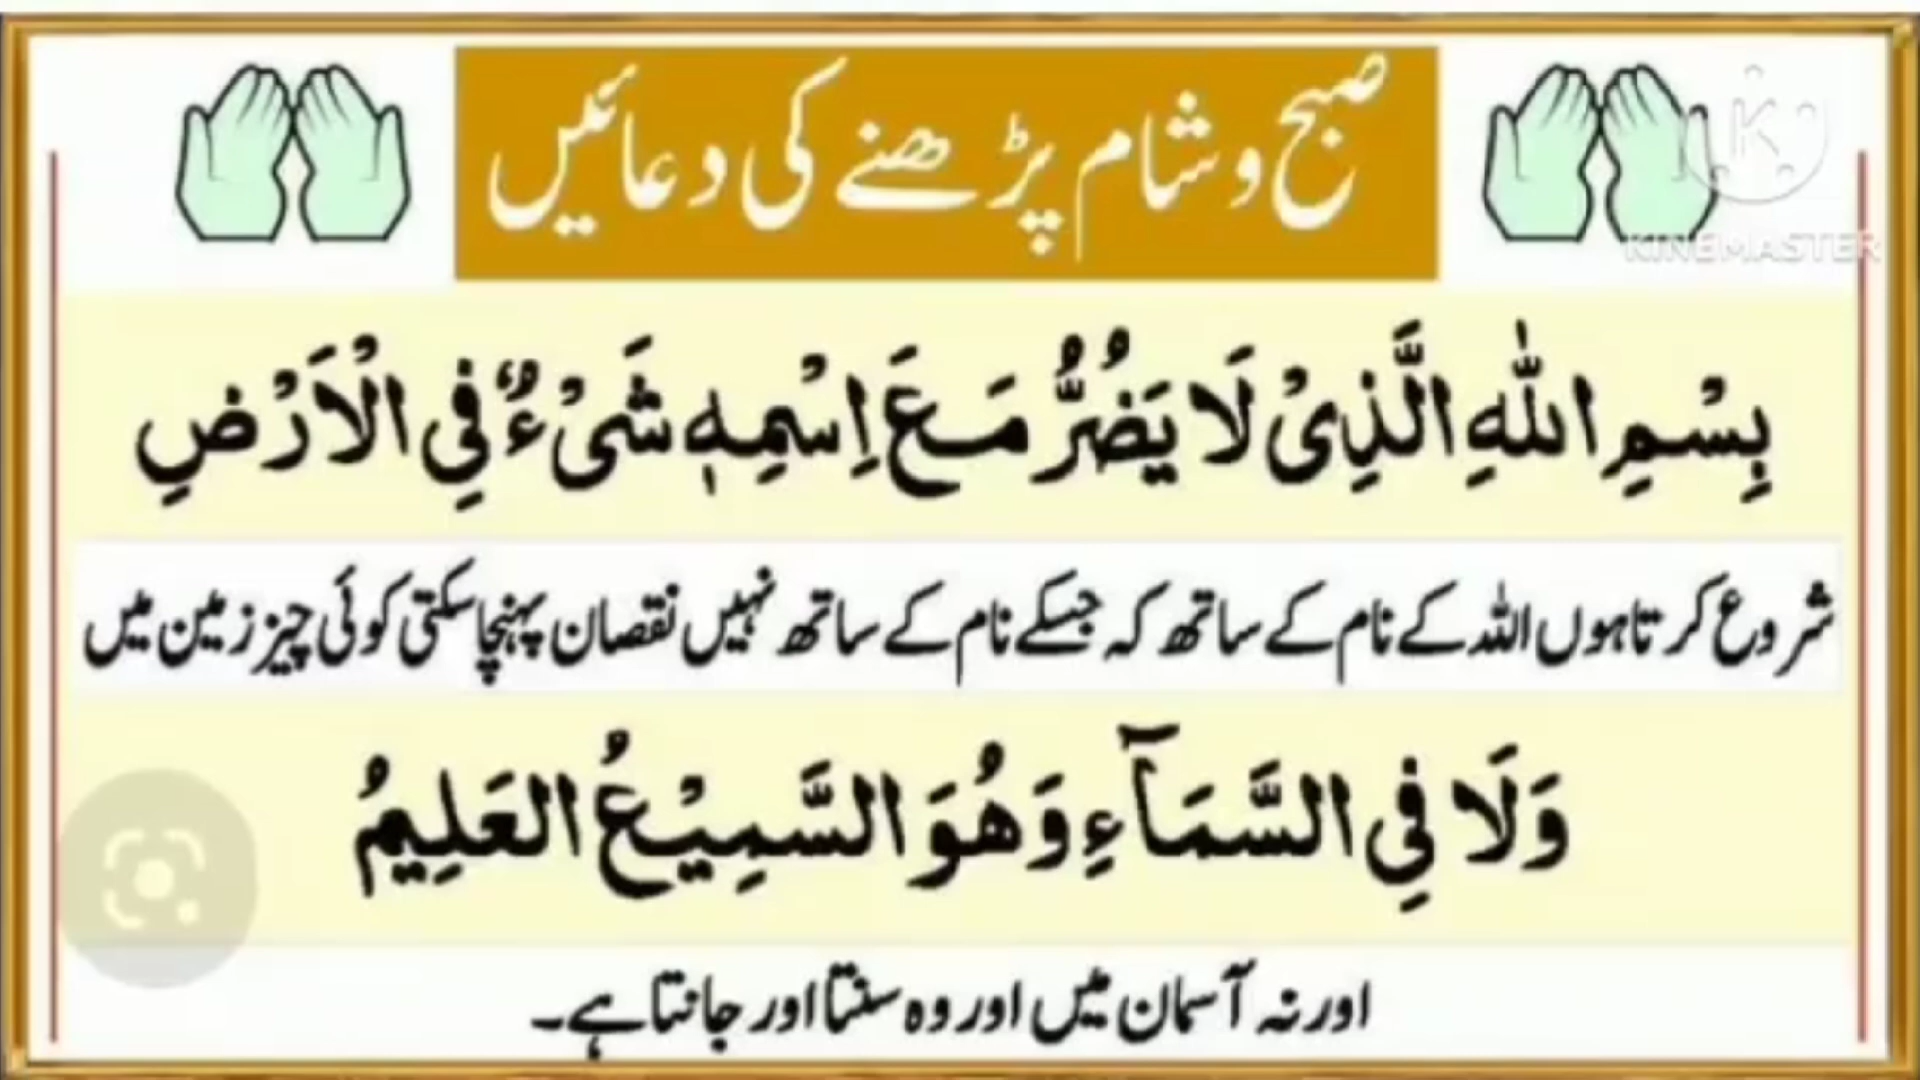 صبح و شام پڑھنے کی دعائیں
KINEMASTER
بِسْمِ اللّٰهِ الَّذِیْ لَا یَضُرُّ مَعَ اِسْمِهٖ شَیْءٌ فِی الْاَرْضِ
شروع کرتا ہوں اللہ کے نام کے ساتھ کہ جسکے نام کے ساتھ نہیں نقصان پہنچا سکتی کوئی چیز زمین میں
وَلَا فِی السَّمَآءِ وَهُوَ السَّمِیْعُ الْعَلِیْمُ
اور نہ آسمان میں اور وہ سنتا اور جانتا ہے۔